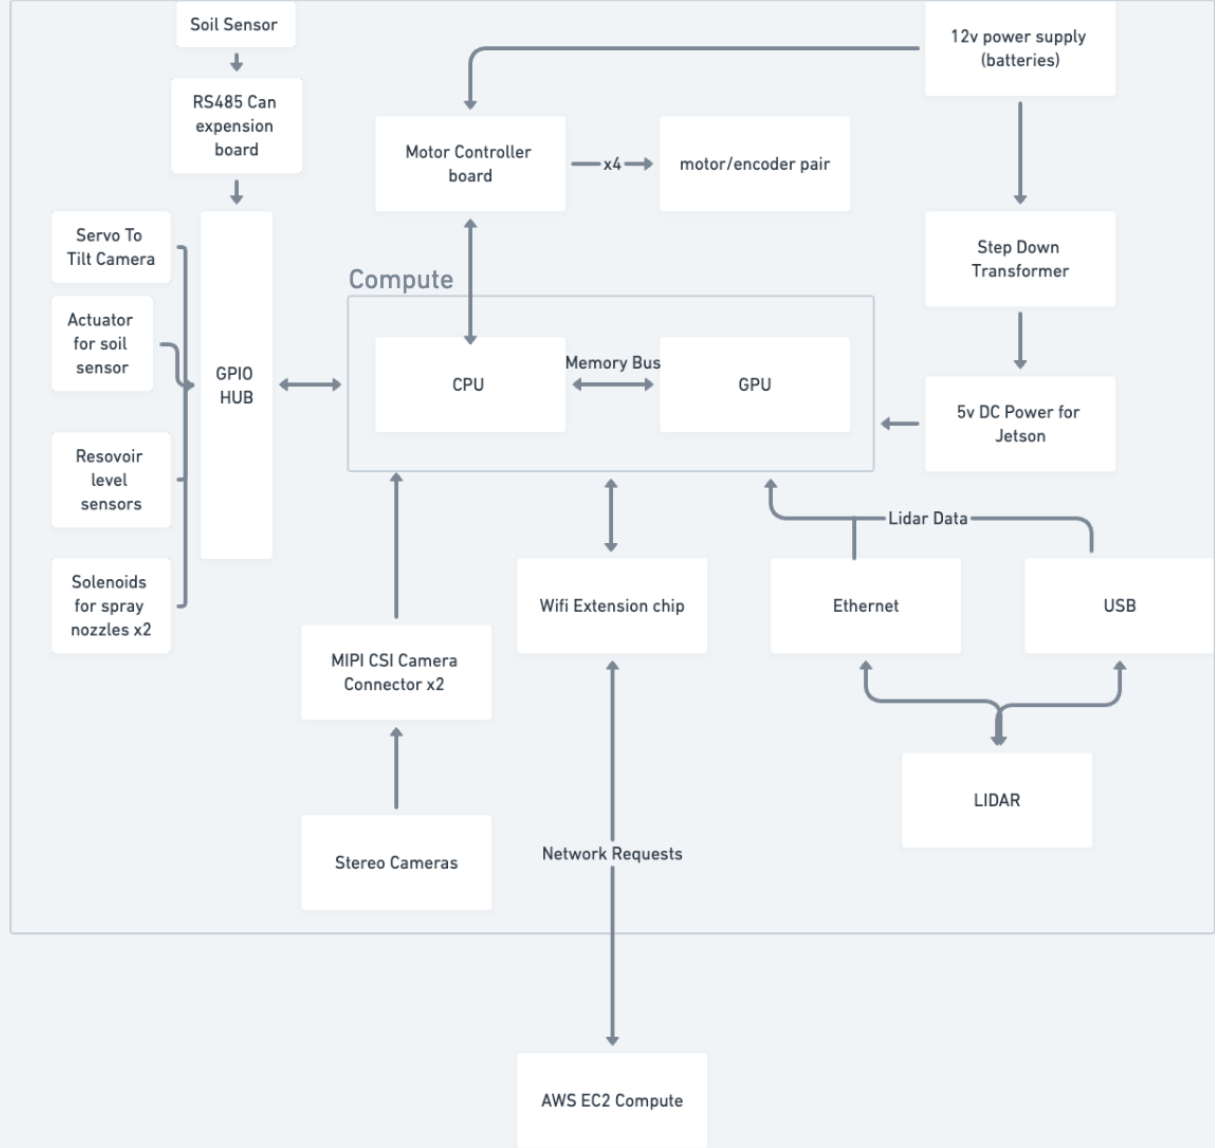 Soil Sensor
12v power supply
(batteries)
RS485 Can
expension
board
Motor Controller
board
x4
motor/encoder pair
Servo To
Tilt Camera
Step Down
Transformer
Compute
Actuator
for soil
sensor
GPIO
HUB
CPU
Memory Bus
GPU
5v DC Power for
Jetson
Resovoir
level
sensors
Lidar Data
Solenoids
for spray
nozzles x2
Wifi Extension chip
Ethernet
USB
MIPI CSI Camera
Connector x2
LIDAR
Stereo Cameras
Network Requests
AWS EC2 Compute